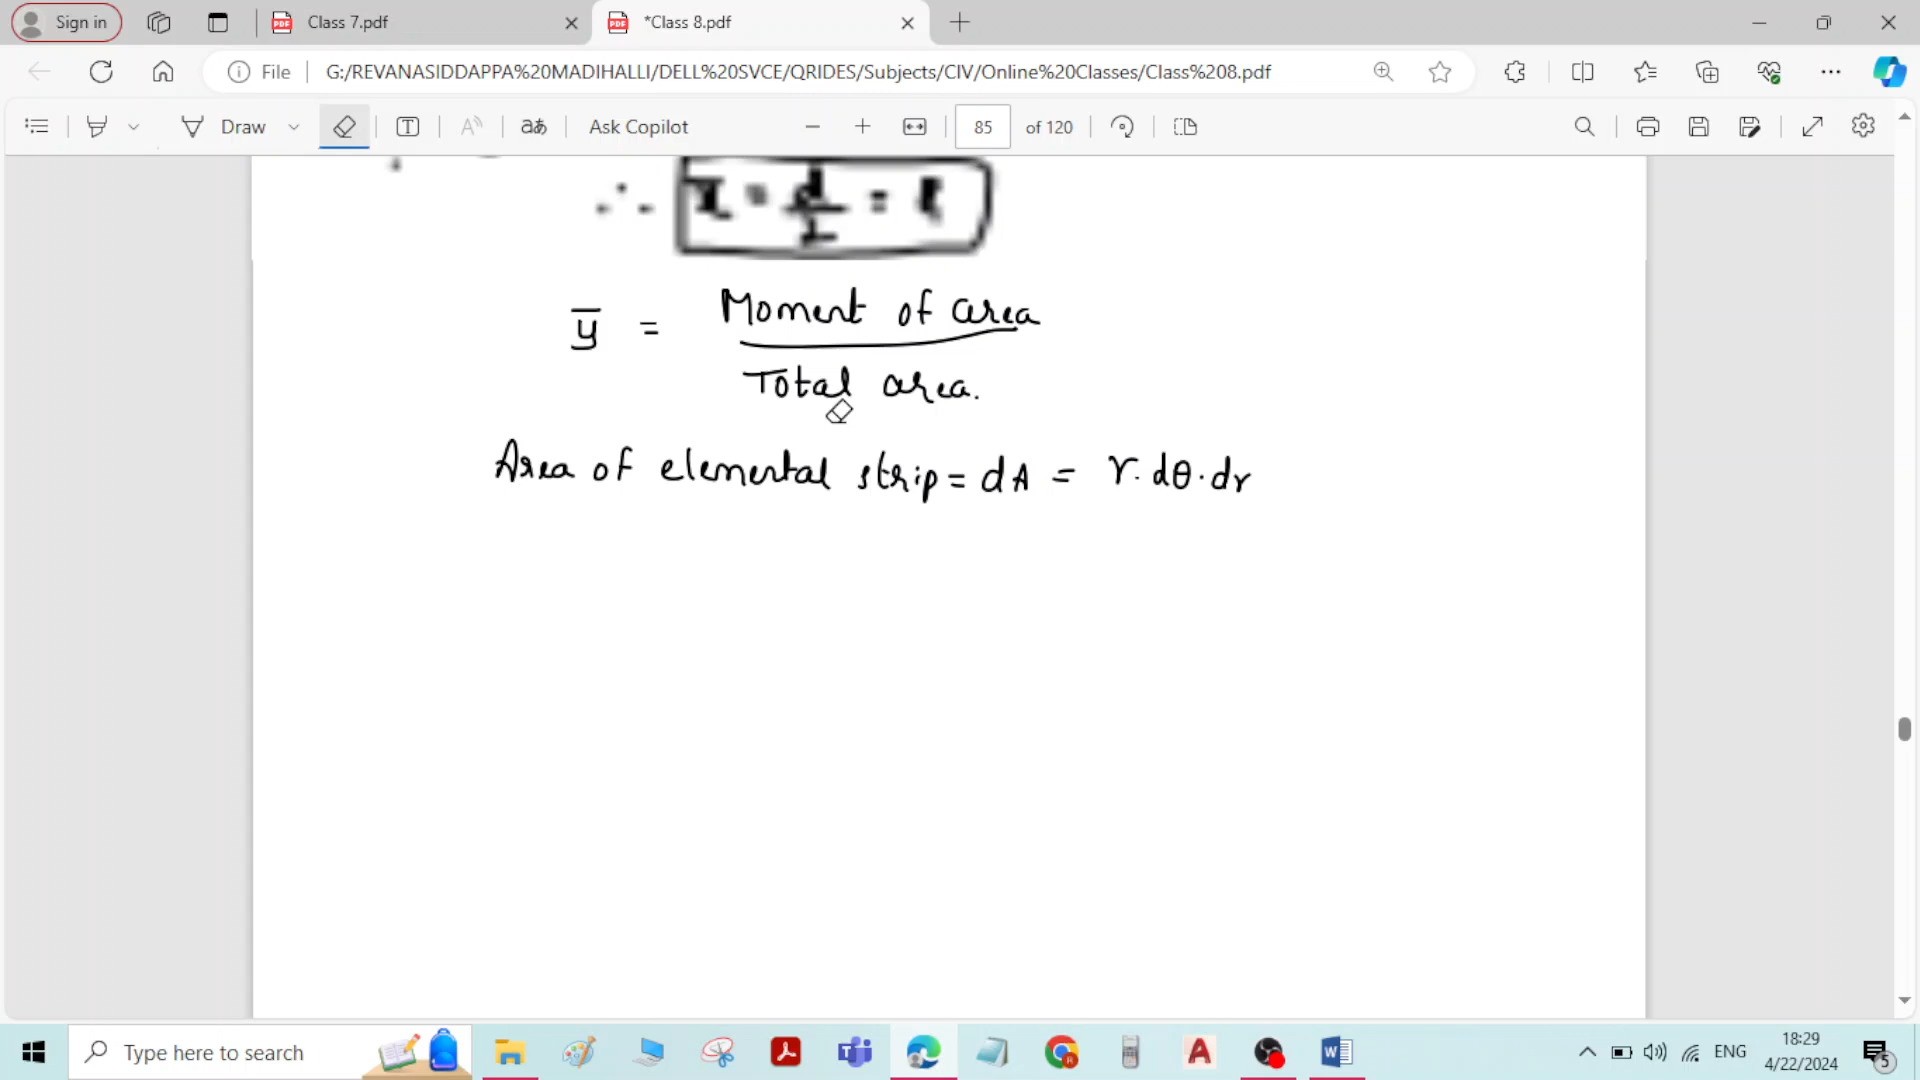 Sign in
Class 7.pdf
*Class 8.pdf
File
G:/REVANASIDDAPPA%20MADIHALLI/DELL%20SVCE/QRIDES/Subjects/CIV/Online%20Classes/Class%208.pdf
Draw
Ask Copilot
85 of 120
y̅ = Moment of area
Total area.
Area of elemental strip = dA = r.dθ.dr
Type here to search
ENG
18:29
4/22/2024
5